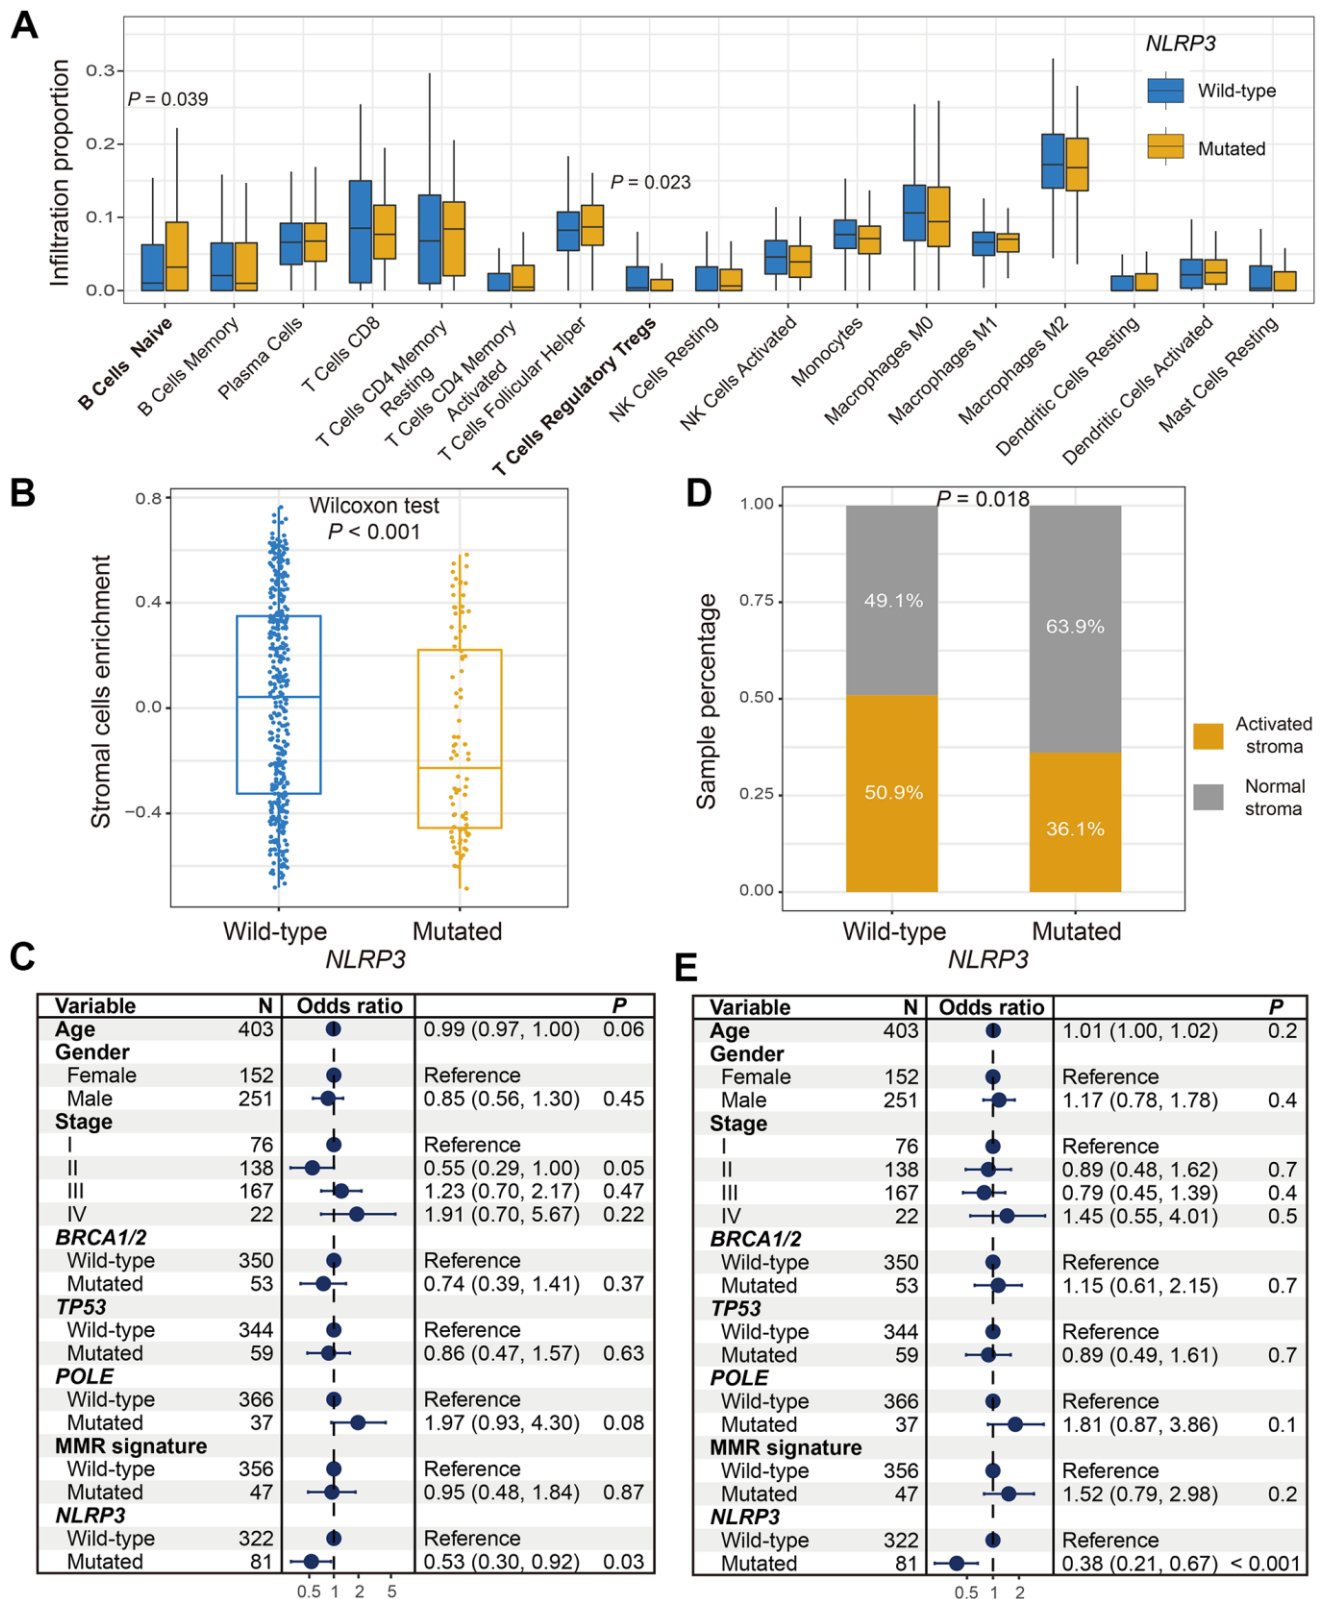 A
NLRP3
Wild-type
Mutated
Infiltration proportion
0.3
0.2
0.1
0.0
P = 0.039
P = 0.023
B Cells Naive
B Cells Memory
Plasma Cells
T Cells CD8
T Cells CD4 Memory
Resting
T Cells CD4 Memory
Activated
T Cells Follicular Helper
T Cells Regulatory Tregs
NK Cells Resting
NK Cells Activated
Monocytes
Macrophages M0
Macrophages M1
Macrophages M2
Dendritic Cells Resting
Dendritic Cells Activated
Mast Cells Resting
B
Wilcoxon test
P < 0.001
Stromal cells enrichment
0.8
0.4
0.0
−0.4
Wild-type Mutated
NLRP3
D
P = 0.018
Sample percentage
1.00
0.75
0.50
0.25
0.00
49.1%
63.9%
50.9%
36.1%
Activated
stroma
Normal
stroma
Wild-type Mutated
NLRP3
C
Variable N Odds ratio P
Age 403 0.99 (0.97, 1.00) 0.06
Gender
Female 152 Reference
Male 251 0.85 (0.56, 1.30) 0.45
Stage
I 76 Reference
II 138 0.55 (0.29, 1.00) 0.05
III 167 1.23 (0.70, 2.17) 0.47
IV 22 1.91 (0.70, 5.67) 0.22
BRCA1/2
Wild-type 350 Reference
Mutated 53 0.74 (0.39, 1.41) 0.37
TP53
Wild-type 344 Reference
Mutated 59 0.86 (0.47, 1.57) 0.63
POLE
Wild-type 366 Reference
Mutated 37 1.97 (0.93, 4.30) 0.08
MMR signature
Wild-type 356 Reference
Mutated 47 0.95 (0.48, 1.84) 0.87
NLRP3
Wild-type 322 Reference
Mutated 81 0.53 (0.30, 0.92) 0.03
0.5 1 2 5
E
Variable N Odds ratio P
Age 403 1.01 (1.00, 1.02) 0.2
Gender
Female 152 Reference
Male 251 1.17 (0.78, 1.78) 0.4
Stage
I 76 Reference
II 138 0.89 (0.48, 1.62) 0.7
III 167 0.79 (0.45, 1.39) 0.4
IV 22 1.45 (0.55, 4.01) 0.5
BRCA1/2
Wild-type 350 Reference
Mutated 53 1.15 (0.61, 2.15) 0.7
TP53
Wild-type 344 Reference
Mutated 59 0.89 (0.49, 1.61) 0.7
POLE
Wild-type 366 Reference
Mutated 37 1.81 (0.87, 3.86) 0.1
MMR signature
Wild-type 356 Reference
Mutated 47 1.52 (0.79, 2.98) 0.2
NLRP3
Wild-type 322 Reference
Mutated 81 0.38 (0.21, 0.67) < 0.001
0.5 1 2